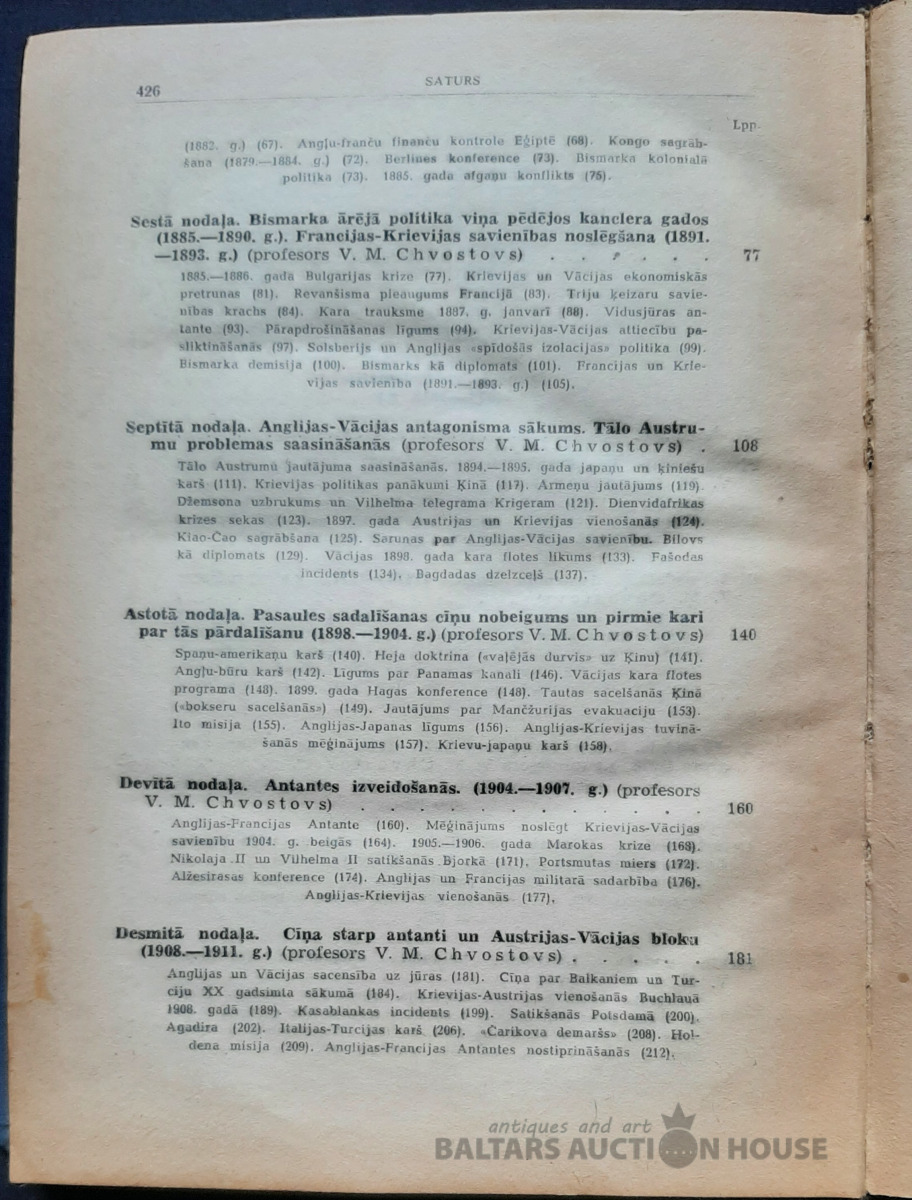 426
SATURS
Lpp.
(1882. g.) (67). Angļu-franču finanču kontrole Ēģiptē (68). Kongo sagrāb-
šana (1879.—1884. g.) (72). Berlines konference (73). Bismarka koloniālā
politika (73). 1885. gada afgaņu konflikts (75).
Sestā nodaļa. Bismarka ārējā politika viņa pēdējos kanclera gados
(1885.—1890. g.). Francijas-Krievijas savienības noslēgšana (1891.
—1893. g.) (profesors V. M. Chvostovs) . . . . . . 77
1885.—1886. gada Bulgarijas krize (77). Krievijas un Vācijas ekonomiskās
pretrunas (81). Revanšisma pieaugums Francijā (83). Triju ķeizaru savie-
nības krachs (84). Kara trauksme 1887. g. janvarī (88). Vidusjūras an-
tante (93). Pārapdrošināšanas līgums (94). Krievijas-Vācijas attiecību pa-
sliktināšanās (97). Solsberijs un Anglijas «spīdošās izolacijas» politika (99).
Bismarka demisija (100). Bismarks kā diplomats (101). Francijas un Krie-
vijas savienība (1891.—1893. g.) (105).
Septītā nodaļa. Anglijas-Vācijas antagonisma sākums. Tālo Austru-
mu problemas saasināšanās (profesors V. M. Chvostovs) . 108
Tālo Austrumu jautājuma saasināšanās. 1894.—1895. gada japaņu un ķīniešu
karš (111). Krievijas politikas panākumi Ķīnā (117). Armeņu jautājums (119).
Džemsona uzbrukums un Vilhelma telegrama Krigeram (121). Dienvidafrikas
krizes sekas (123). 1897. gada Austrijas un Krievijas vienošanās (124).
Kiao-Čao sagrābšana (125). Sarunas par Anglijas-Vācijas savienību. Bilovs
kā diplomats (129). Vācijas 1898. gada kara flotes likums (133). Fašodas
incidents (134). Bagdadas dzelzceļš (137).
Astotā nodaļa. Pasaules sadalīšanas cīņu nobeigums un pirmie kari
par tās pārdalīšanu (1898.—1904. g.) (profesors V. M. Chvostovs) 140
Spaņu-amerikaņu karš (140). Heja doktrina («vaļējās durvis» uz Ķinu) (141).
Angļu-būru karš (142). Līgums par Panamas kanali (146). Vācijas kara flotes
programa (148). 1899. gada Hāgas konference (148). Tautas sacelšanās Ķīnā
(«bokseru sacelšanās») (149). Jautājums par Mandžurijas evakuaciju (153).
Ito misija (155). Anglijas-Japanas līgums (156). Anglijas-Krievijas tuvinā-
šanās mēģinājums (157). Krievu-japaņu karš (158).
Devītā nodaļa. Antantes izveidošanās. (1904.—1907. g.) (profesors
V. M. Chvostovs) . . . . . . . . . . . 160
Anglijas-Francijas Antante (160). Mēģinājums noslēgt Krievijas-Vācijas
savienību 1904. g. beigās (164). 1905.—1906. gada Marokas krize (168).
Nikolaja II un Vilhelma II satikšanās Bjorkā (171). Portsmutas miers (172).
Alžesirasas konference (174). Anglijas un Francijas militarā sadarbība (176).
Anglijas-Krievijas vienošanās (177).
Desmitā nodaļa. Cīņa starp antanti un Austrijas-Vācijas bloku
(1908.—1911. g.) (profesors V. M. Chvostovs) . . . . . 181
Anglijas un Vācijas sacensība uz jūras (181). Cīņa par Balkaniem un Tur-
ciju XX gadsimta sākumā (184). Krievijas-Austrijas vienošanās Buchlauā
1908. gadā (189). Kasablankas incidents (199). Satikšanās Potsdamā (200).
Agadira (202). Italijas-Turcijas karš (206). «Čarikova demaršs» (208). Hol-
dena misija (209). Anglijas-Francijas Antantes nostiprināšanās (212).
antiques and art
BALTARS AUCTION HOUSE